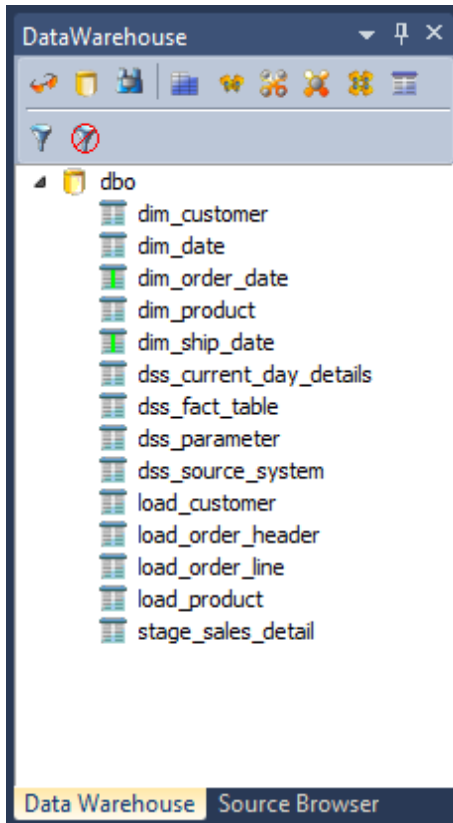 DataWarehouse
dbo
dim_customer
dim_date
dim_order_date
dim_product
dim_ship_date
dss_current_day_details
dss_fact_table
dss_parameter
dss_source_system
load_customer
load_order_header
load_order_line
load_product
stage_sales_detail
Data Warehouse Source Browser